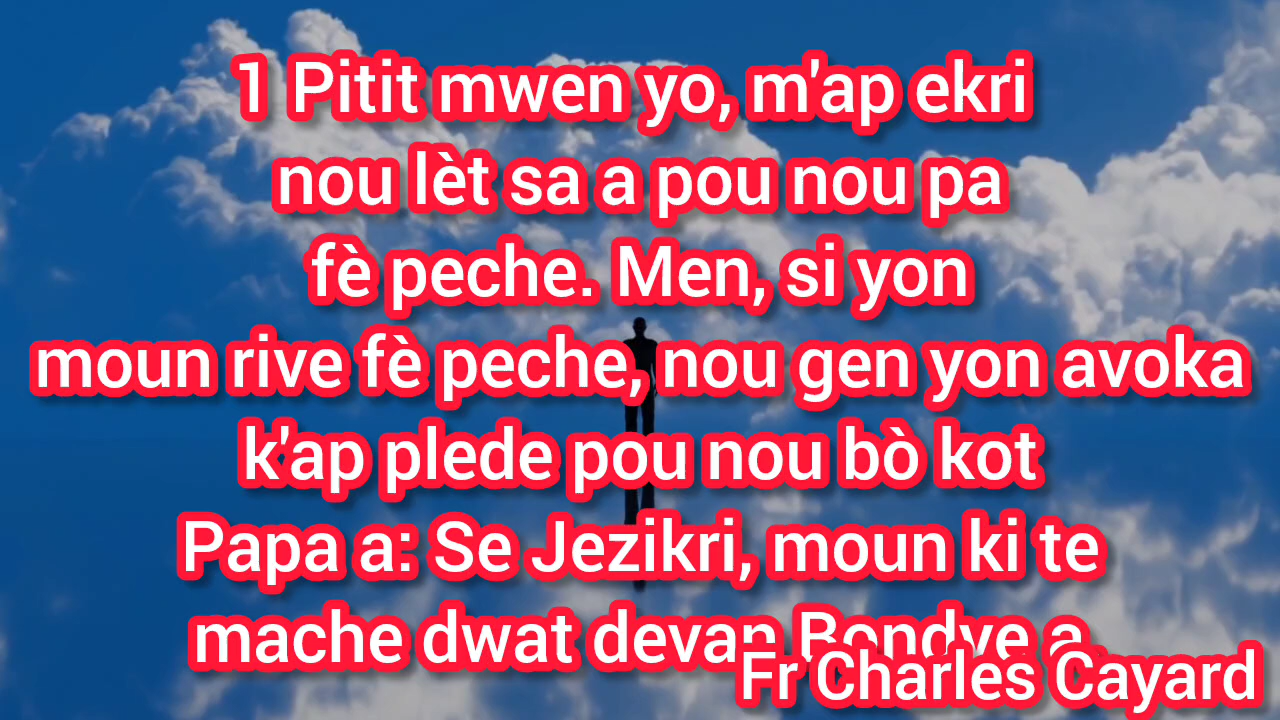 1 Pitit mwen yo, m'ap ekri
nou lèt sa a pou nou pa
fè peche. Men, si yon
moun rive fè peche, nou gen yon avoka
k'ap plede pou nou bò kot
Papa a: Se Jezikri, moun ki te
mache dwat devan Bondye a
Fr Charles Cayard